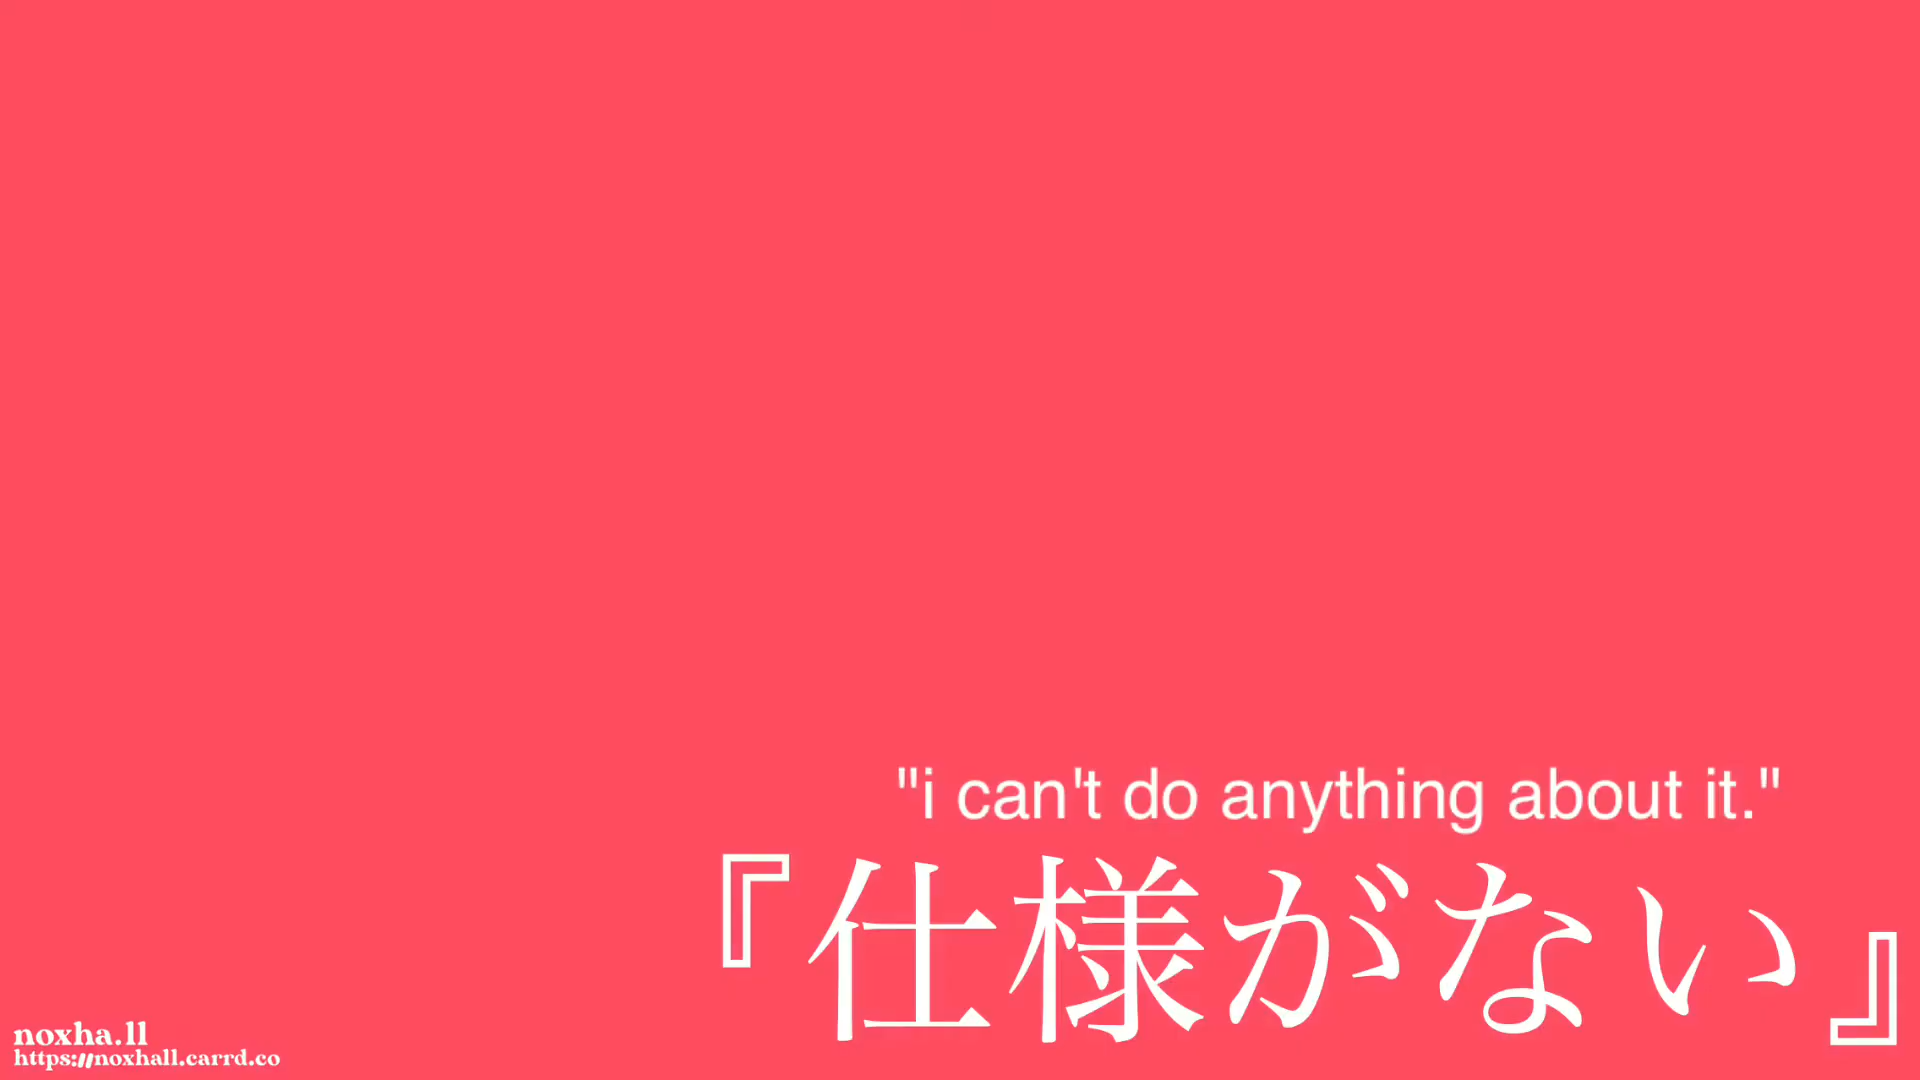 "i can't do anything about it."
『仕様がない』
noxha.ll
https://noxhall.carrd.co